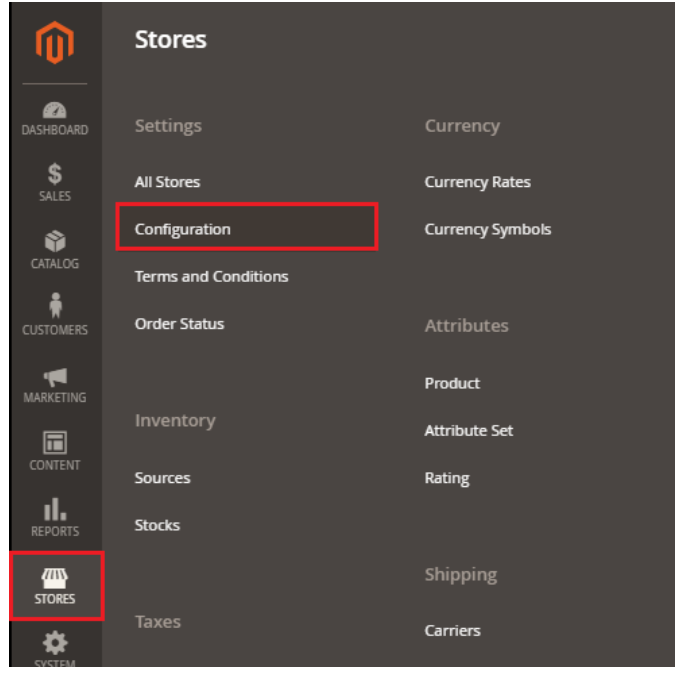 Stores
DASHBOARD
SALES
CATALOG
CUSTOMERS
MARKETING
CONTENT
REPORTS
STORES
SYSTEM
Settings
All Stores
Configuration
Terms and Conditions
Order Status
Inventory
Sources
Stocks
Taxes
Currency
Currency Rates
Currency Symbols
Attributes
Product
Attribute Set
Rating
Shipping
Carriers